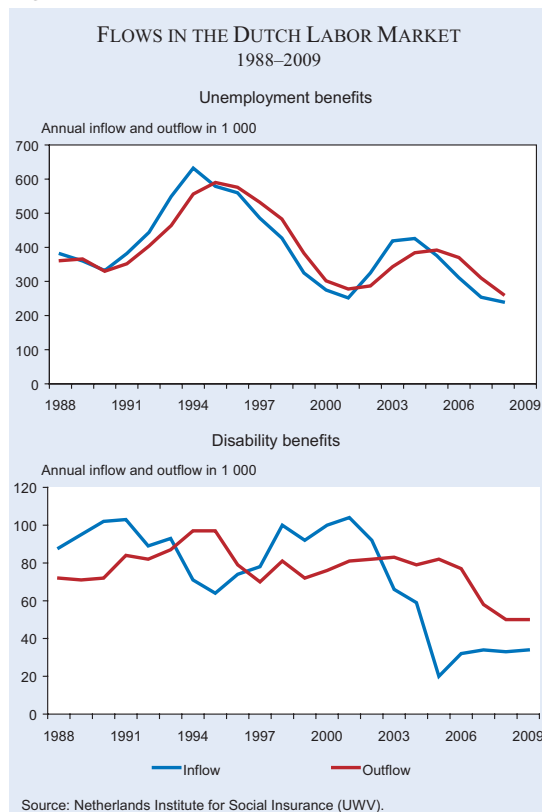 FLOWS IN THE DUTCH LABOR MARKET
1988–2009
Unemployment benefits
Annual inflow and outflow in 1 000
700
600
500
400
300
200
100
0
1988 1991 1994 1997 2000 2003 2006 2009
Disability benefits
Annual inflow and outflow in 1 000
120
100
80
60
40
20
0
1988 1991 1994 1997 2000 2003 2006 2009
Inflow Outflow
Source: Netherlands Institute for Social Insurance (UWV).